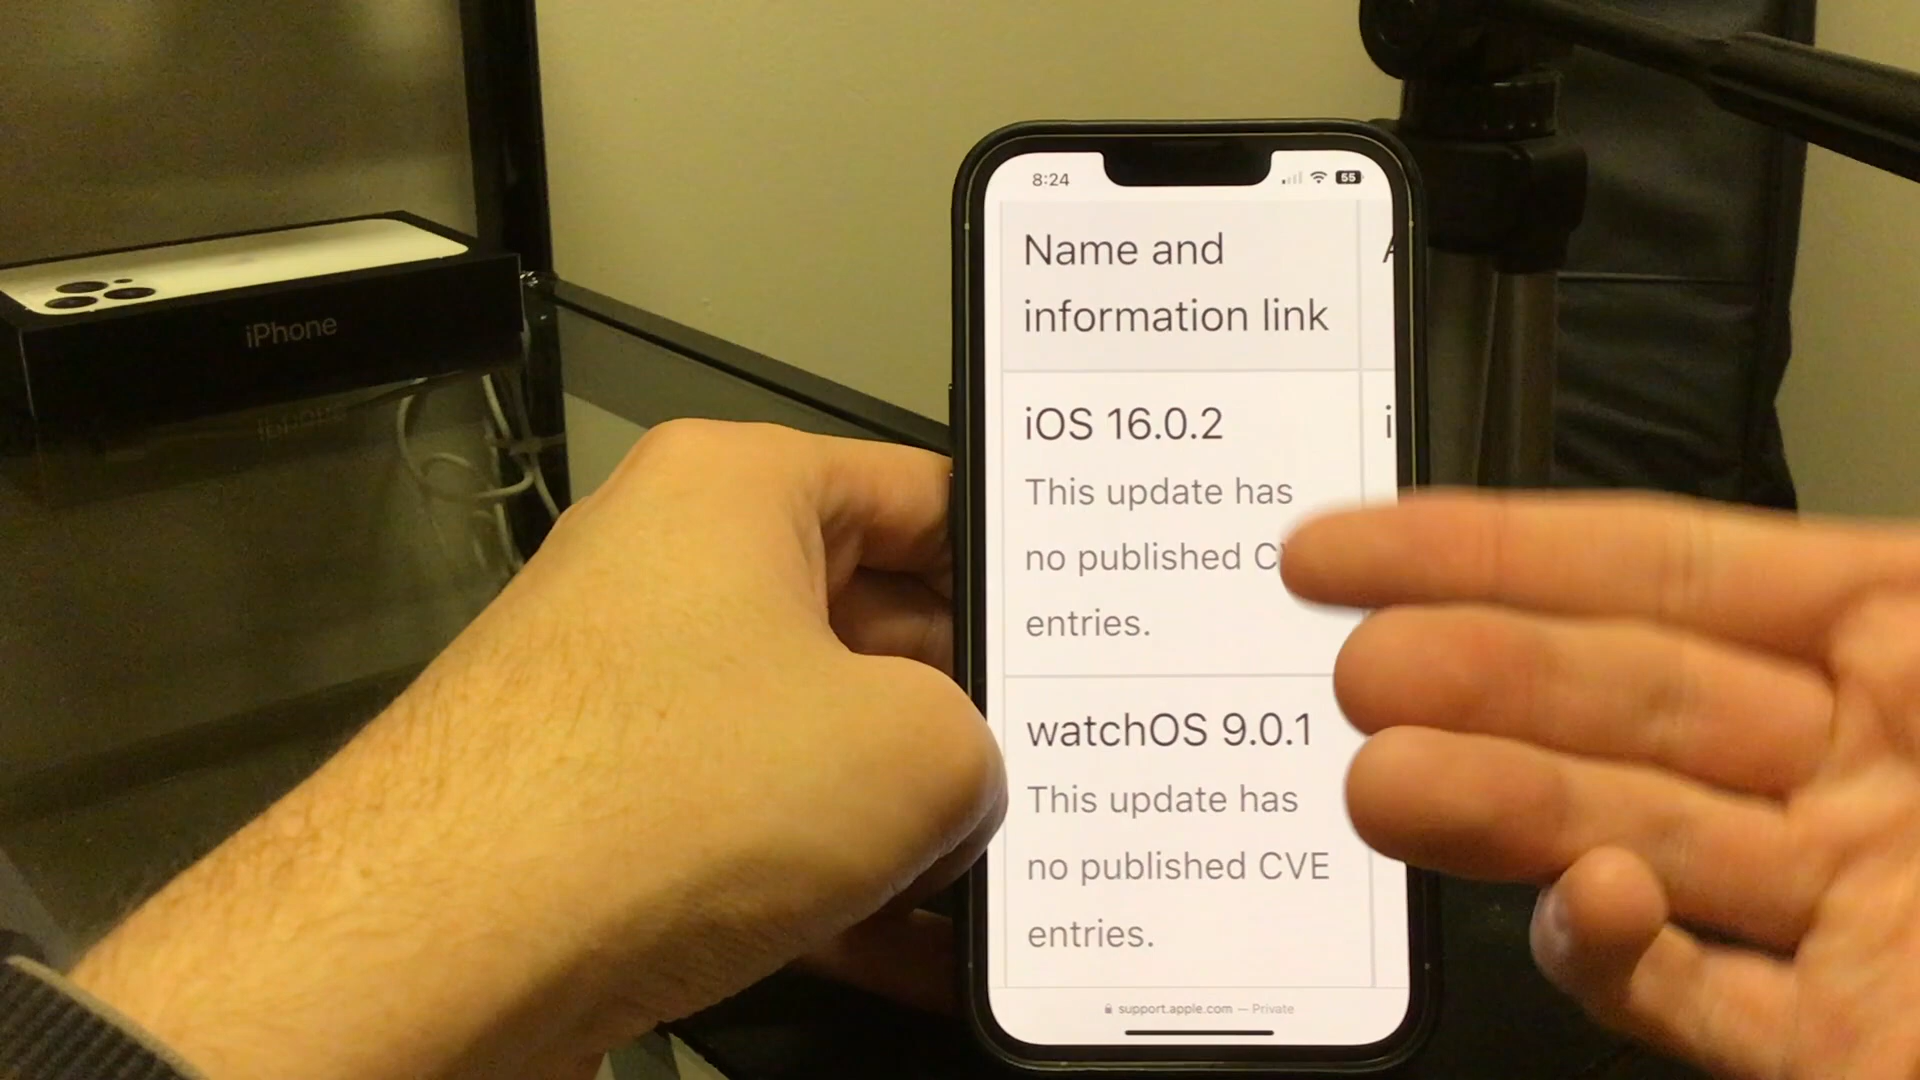 iPhone
8:24
55
Name and
information link
iOS 16.0.2
i
This update has
no published
entries.
watchOS 9.0.1
This update has
no published CVE
entries.
support.apple.com — Private